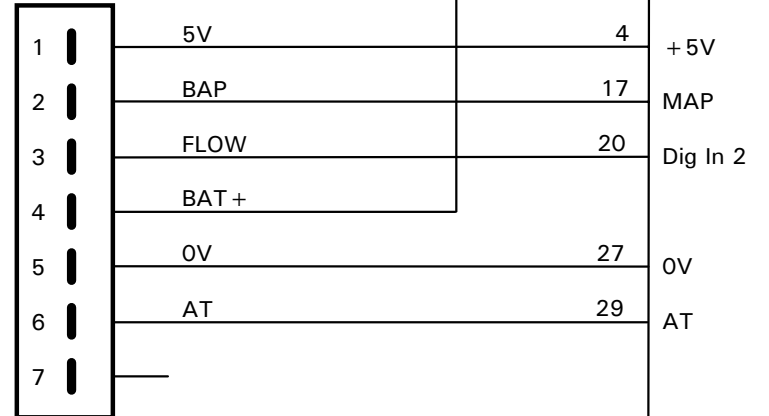 1 5V 4 +5V
2 BAP 17 MAP
3 FLOW 20 Dig In 2
4 BAT+
5 0V 27 0V
6 AT 29 AT
7